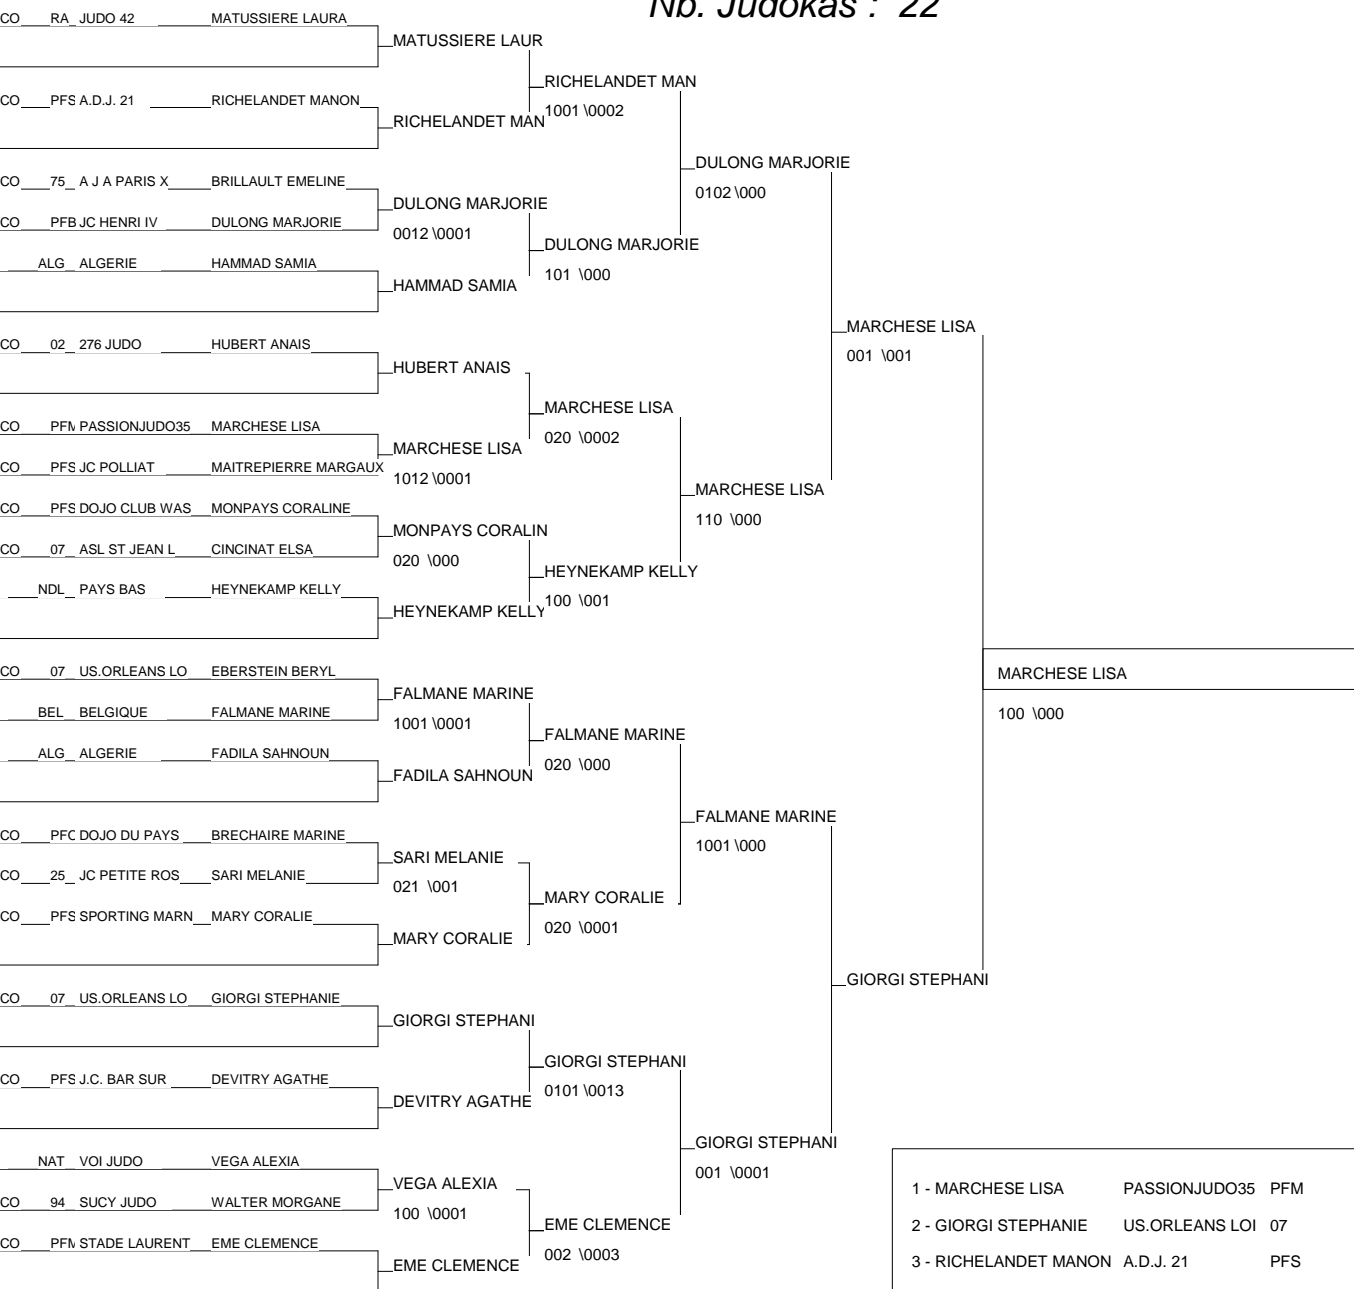 Nb. Judokas : 22
CO RA JUDO 42 MATUSSIERE LAURA
MATUSSIERE LAUR
RICHELANDET MAN
CO PFS A.D.J. 21 RICHELANDET MANON
1001 \0002
RICHELANDET MAN
DULONG MARJORIE
CO 75 A J A PARIS X BRILLAULT EMELINE
0102 \000
DULONG MARJORIE
CO PFB JC HENRI IV DULONG MARJORIE
0012 \0001
DULONG MARJORIE
ALG ALGERIE HAMMAD SAMIA
101 \000
HAMMAD SAMIA
MARCHESE LISA
CO 02 276 JUDO HUBERT ANAIS
001 \001
HUBERT ANAIS
MARCHESE LISA
CO PFM PASSIONJUDO35 MARCHESE LISA
020 \0002
MARCHESE LISA
CO PFS JC POLLIAT MAITREPIERRE MARGAUX
1012 \0001
MARCHESE LISA
CO PFS DOJO CLUB WAS MONPAYS CORALINE
110 \000
MONPAYS CORALIN
CO 07 ASL ST JEAN L CINCINAT ELSA
020 \000
HEYNEKAMP KELLY
NDL PAYS BAS HEYNEKAMP KELLY
100 \001
HEYNEKAMP KELLY
CO 07 US.ORLEANS LO EBERSTEIN BERYL
MARCHESE LISA
FALMANE MARINE
BEL BELGIQUE FALMANE MARINE
100 \000
1001 \0001
FALMANE MARINE
ALG ALGERIE FADILA SAHNOUN
020 \000
FADILA SAHNOUN
FALMANE MARINE
CO PFC DOJO DU PAYS BRECHAIRE MARINE
1001 \000
SARI MELANIE
CO 25 JC PETITE ROS SARI MELANIE
021 \001
MARY CORALIE
CO PFS SPORTING MARN MARY CORALIE
020 \0001
MARY CORALIE
GIORGI STEPHANI
CO 07 US.ORLEANS LO GIORGI STEPHANIE
GIORGI STEPHANI
GIORGI STEPHANI
CO PFS J.C. BAR SUR DEVITRY AGATHE
0101 \0013
DEVITRY AGATHE
GIORGI STEPHANI
NAT VOI JUDO VEGA ALEXIA
001 \0001
VEGA ALEXIA
1 - MARCHESE LISA PASSIONJUDO35 PFM
CO 94 SUCY JUDO WALTER MORGANE
100 \0001
EME CLEMENCE
2 - GIORGI STEPHANIE US.ORLEANS LOI 07
CO PFM STADE LAURENT EME CLEMENCE
002 \0003
3 - RICHELANDET MANON A.D.J. 21 PFS
EME CLEMENCE